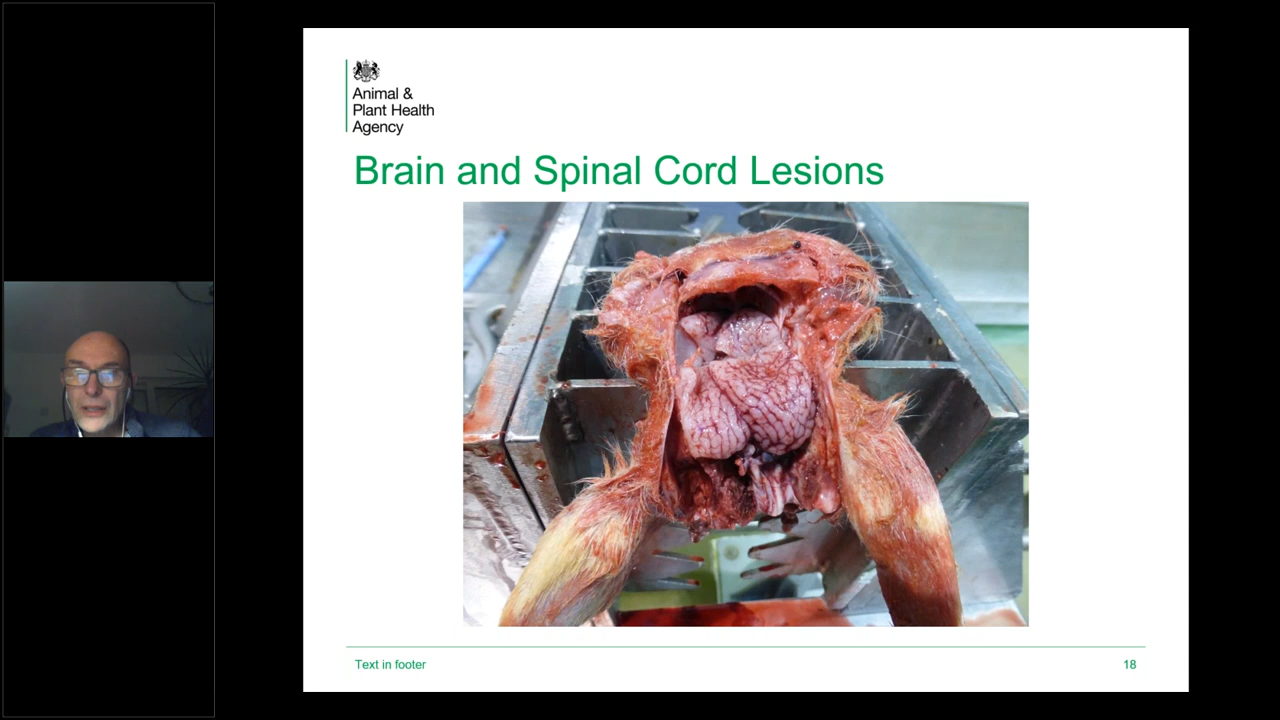 Animal &
Plant Health
Agency
Brain and Spinal Cord Lesions
Text in footer
18